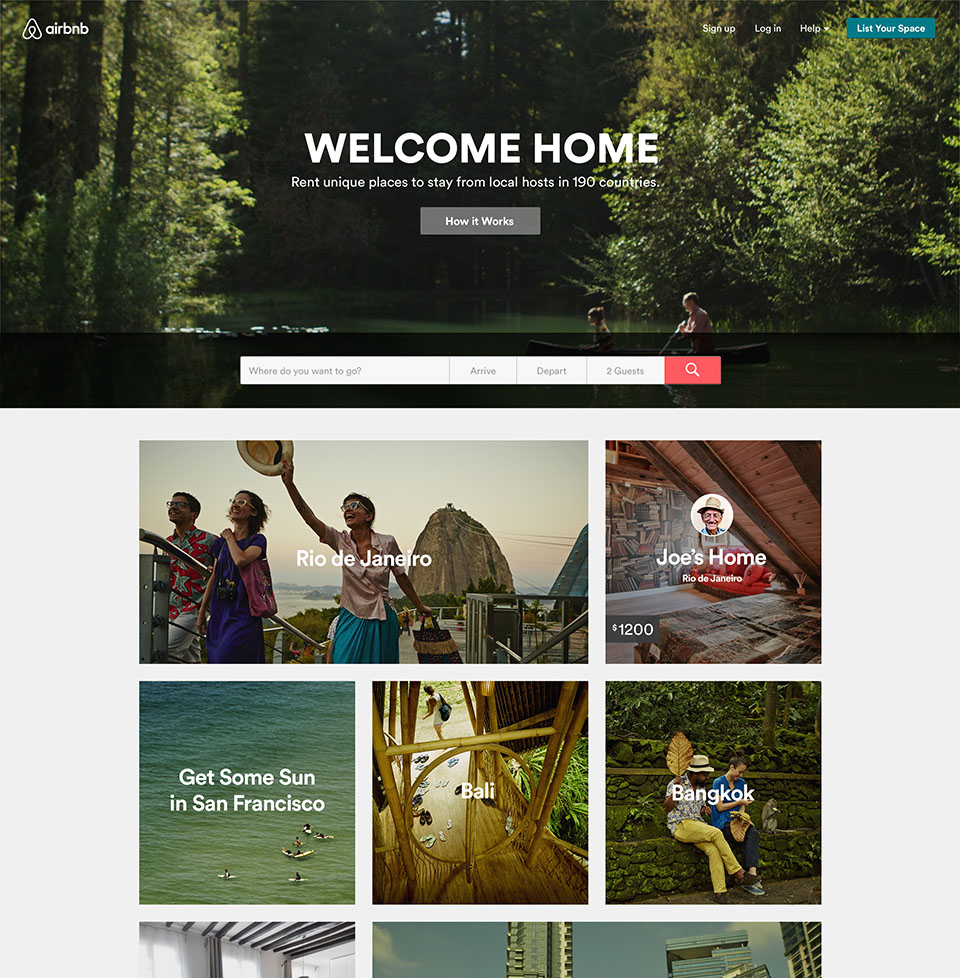 airbnb
Sign up
Log in
Help
List Your Space
WELCOME HOME
Rent unique places to stay from local hosts in 190 countries.
How it Works
Where do you want to go?
Arrive
Depart
2 Guests
Rio de Janeiro
Joe's Home
Rio de Janeiro
$1200
Get Some Sun
in San Francisco
Bali
Bangkok